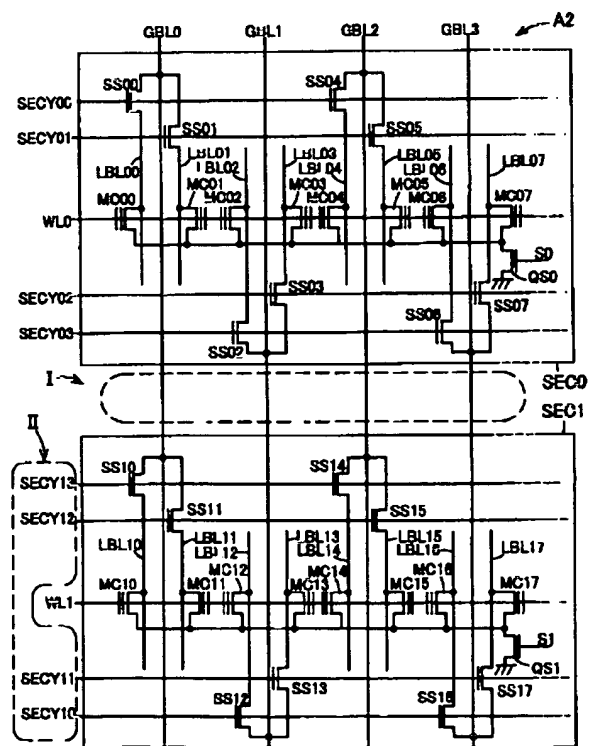 GBL0 GBL1 GBL2 GBL3 A2
SS00 SS04
SECY00
SECY01 SS01 SS05
LBL00 LBL01 LBL02 LBL03 LBL04 LBL05 LBL06 LBL07
MC00 MC01 MC02 MC03 MC04 MC05 MC06 MC07
WL0
S0
QS0
SECY02 SS03 SS07
SECY03 SS02 SS06
I SEC0
SEC1
II
SECY13 SS10 SS14
SECY12 SS11 SS15
LBL10 LBL11 LBL12 LBL13 LBL14 LBL15 LBL16 LBL17
MC10 MC11 MC12 MC13 MC14 MC15 MC16 MC17
WL1
S1
QS1
SECY11 SS13 SS17
SECY10 SS12 SS16